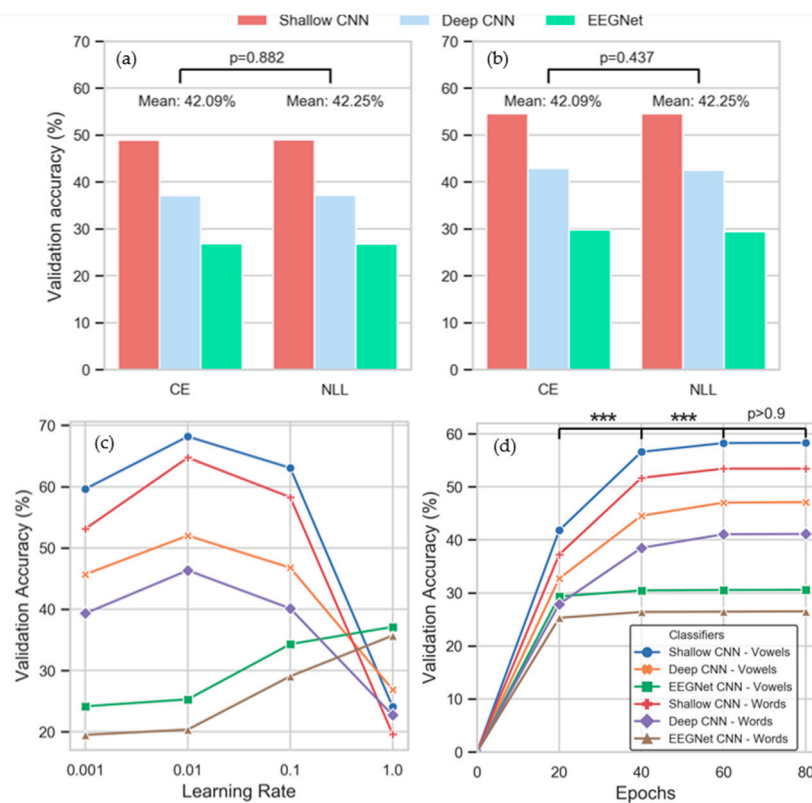 Shallow CNN Deep CNN EEGNet
(a)
p=0.882
Mean: 42.09% Mean: 42.25%
Validation accuracy (%)
70
60
50
40
30
20
10
0
CE NLL
(b)
p=0.437
Mean: 42.09% Mean: 42.25%
70
60
50
40
30
20
10
0
CE NLL
(c)
Validation Accuracy (%)
70
60
50
40
30
20
0.001 0.01 0.1 1.0
Learning Rate
(d)
*** *** p>0.9
Validation Accuracy (%)
60
50
40
30
20
10
0
Classifiers
Shallow CNN - Vowels
Deep CNN - Vowels
EEGNet CNN - Vowels
Shallow CNN - Words
Deep CNN - Words
EEGNet CNN - Words
0 20 40 60 80
Epochs